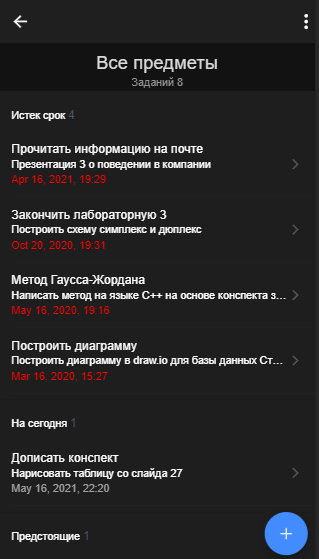 Все предметы
Заданий 8
Истек срок 4
Прочитать информацию на почте
Презентация 3 о поведении в компании
Apr 16, 2021, 19:29
Закончить лабораторную 3
Построить схему симплекс и дюплекс
Oct 20, 2020, 19:31
Метод Гаусса-Жордана
Написать метод на языке C++ на основе конспекта з...
May 16, 2020, 19:16
Построить диаграмму
Построить диаграмму в draw.io для базы данных Ст...
Mar 16, 2020, 15:27
На сегодня 1
Дописать конспект
Нарисовать таблицу со слайда 27
May 16, 2021, 22:20
Предстоящие 1
+